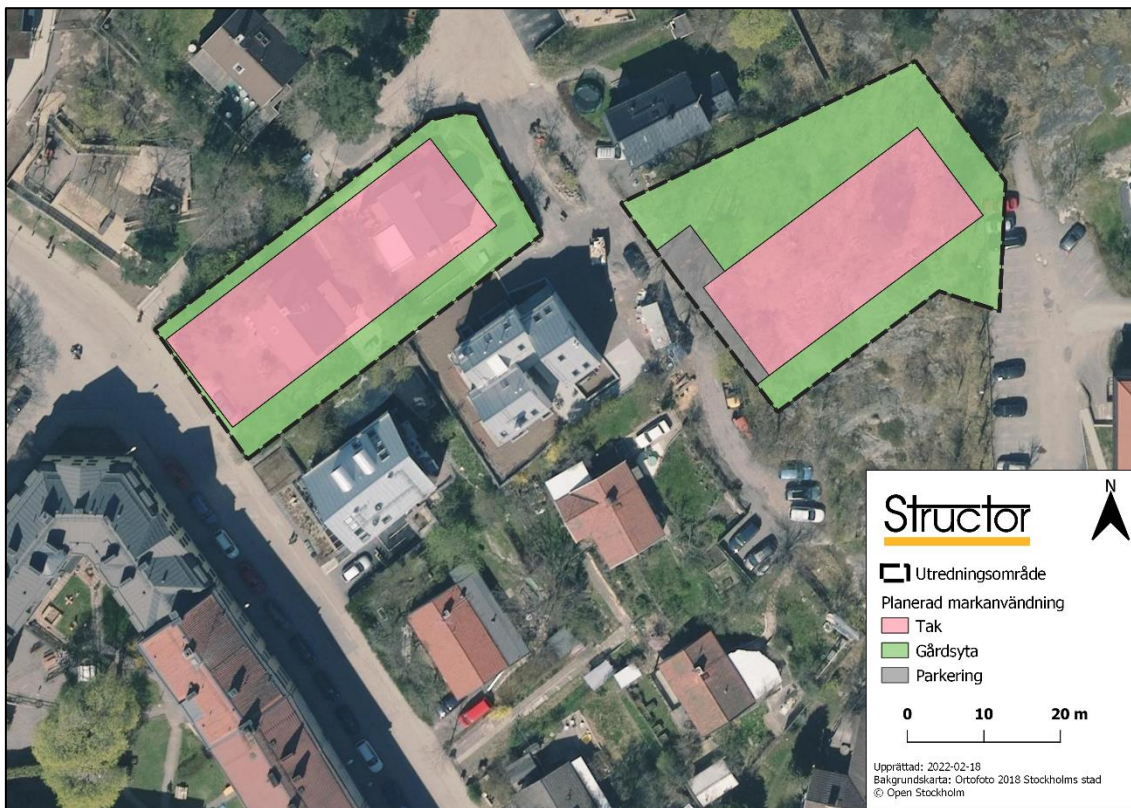 Structor
N
Utredningsområde
Planerad markanvändning
Tak
Gårdsyta
Parkering
0 10 20 m
Upprättad: 2022-02-18
Bakgrundskarta: Ortofoto 2018 Stockholms stad
© Open Stockholm